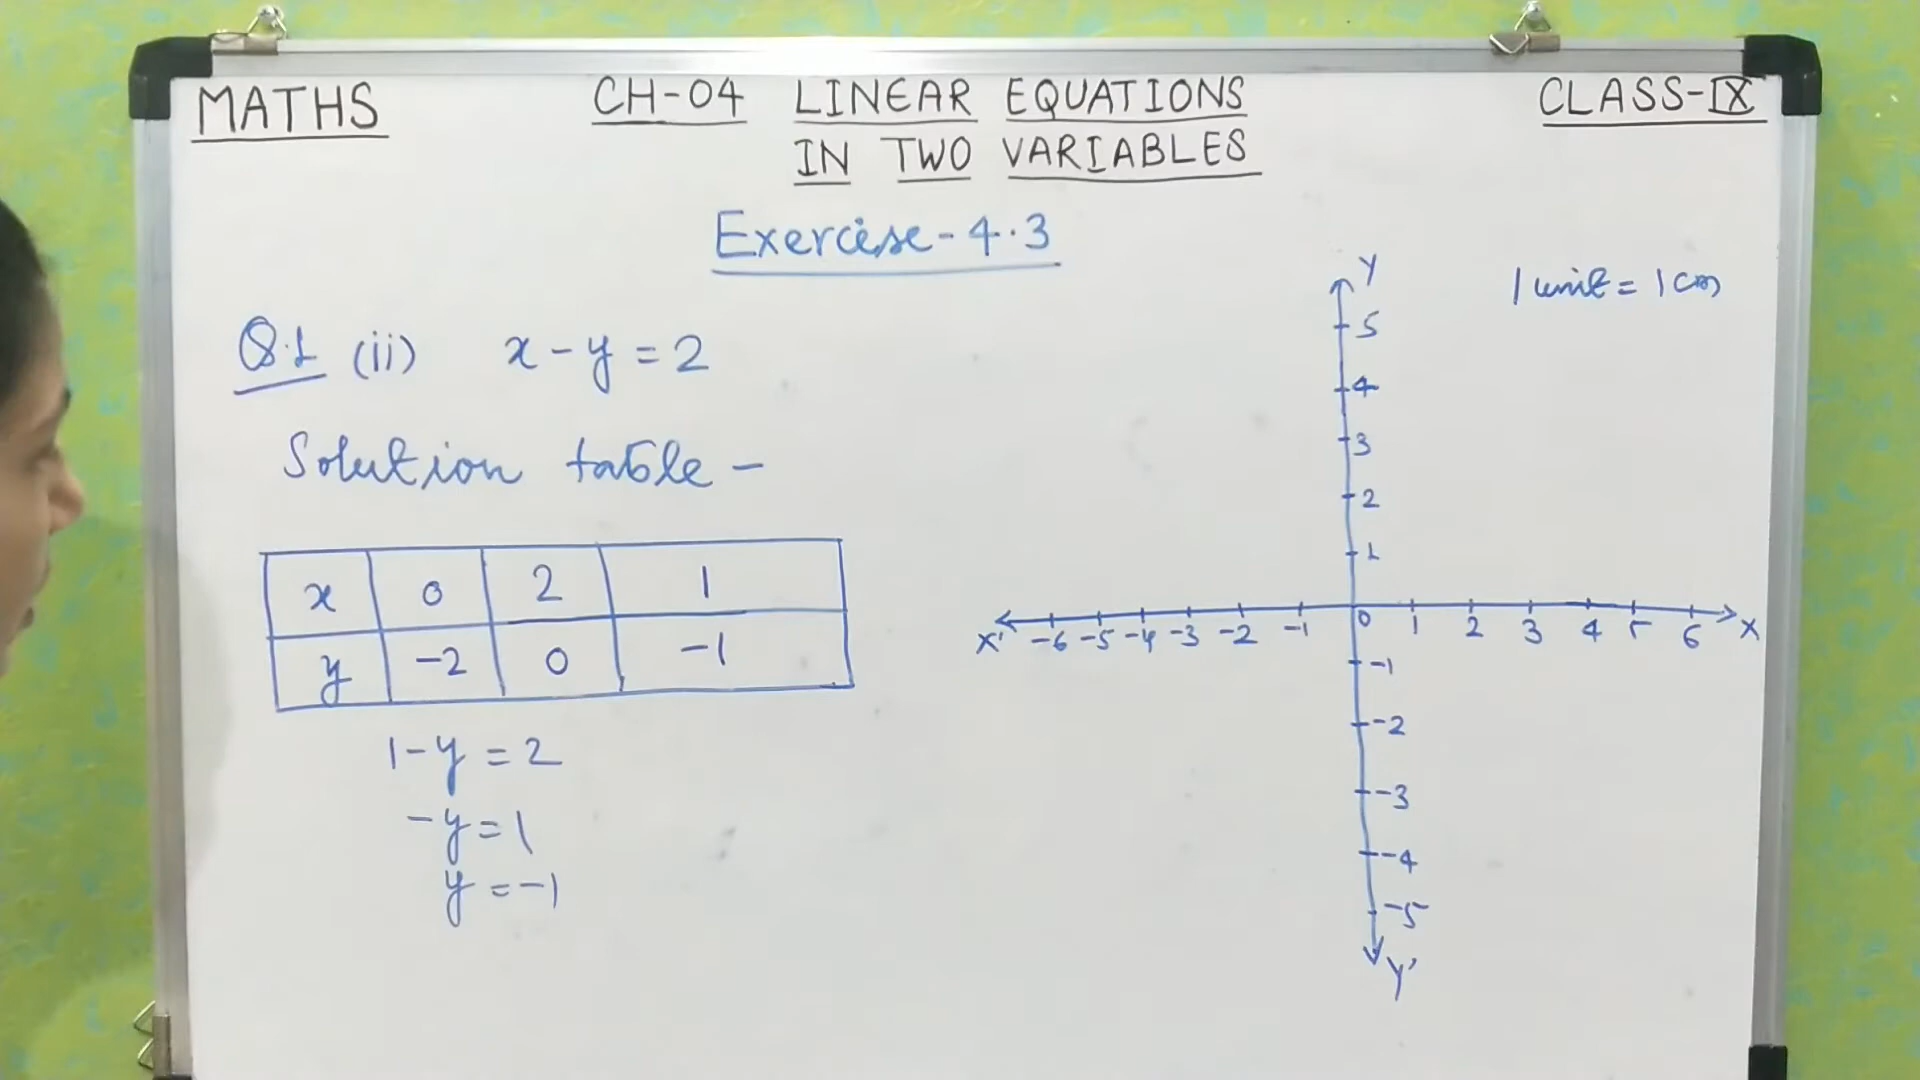 MATHS CH-04 LINEAR EQUATIONS CLASS-IX
IN TWO VARIABLES
Exercise-4.3
Q.1 (ii) x-y=2
Solution table-
x 0 2 1
y -2 0 -1
1-y=2
-y=1
y=-1
1 unit = 1 cm
Y
5
4
3
2
1
X' -6 -5 -4 -3 -2 -1 0 1 2 3 4 5 6 X
-1
-2
-3
-4
-5
Y'